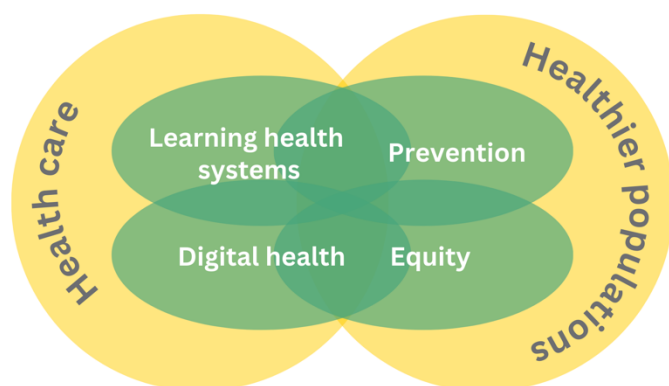 Health care
Learning health
systems
Prevention
Digital health
Equity
Healthier populations